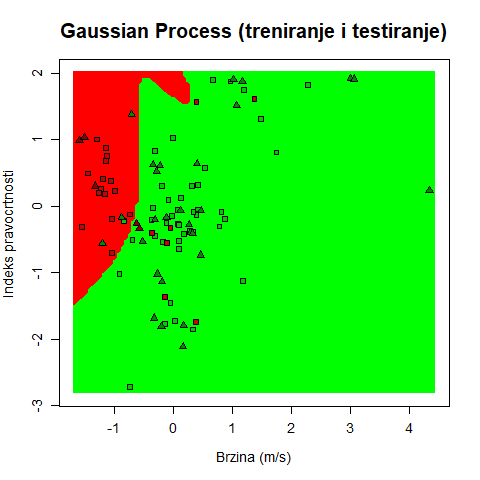 Gaussian Process (treniranje i testiranje)
Indeks pravocrtnosti
2
1
0
-1
-2
-3
-1 0 1 2 3 4
Brzina (m/s)